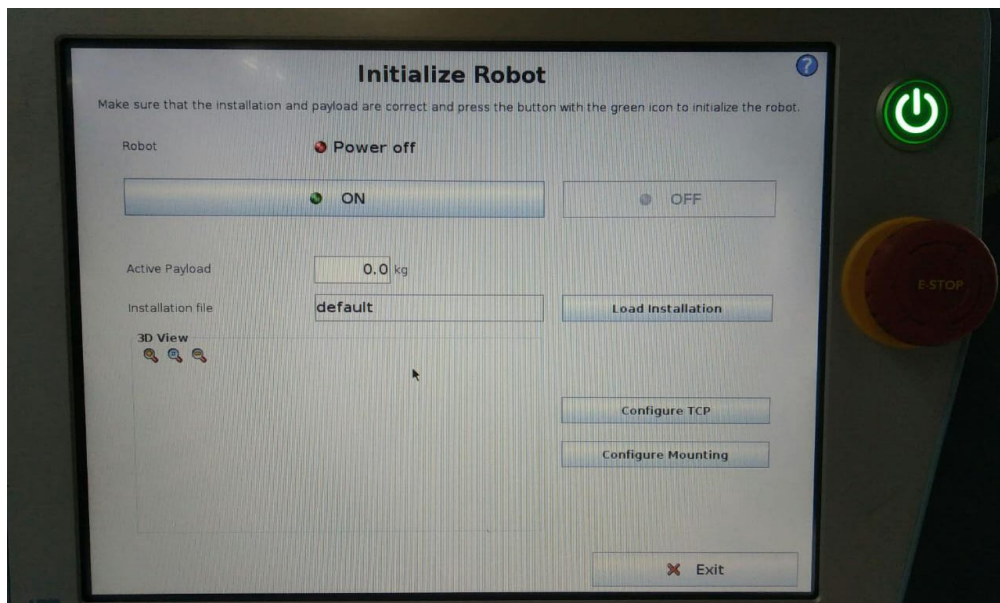 Initialize Robot
?
Make sure that the installation and payload are correct and press the button with the green icon to initialize the robot.
Robot
Power off
ON
OFF
Active Payload
0.0 kg
Installation file
default
Load Installation
3D View
Configure TCP
Configure Mounting
Exit
E-STOP